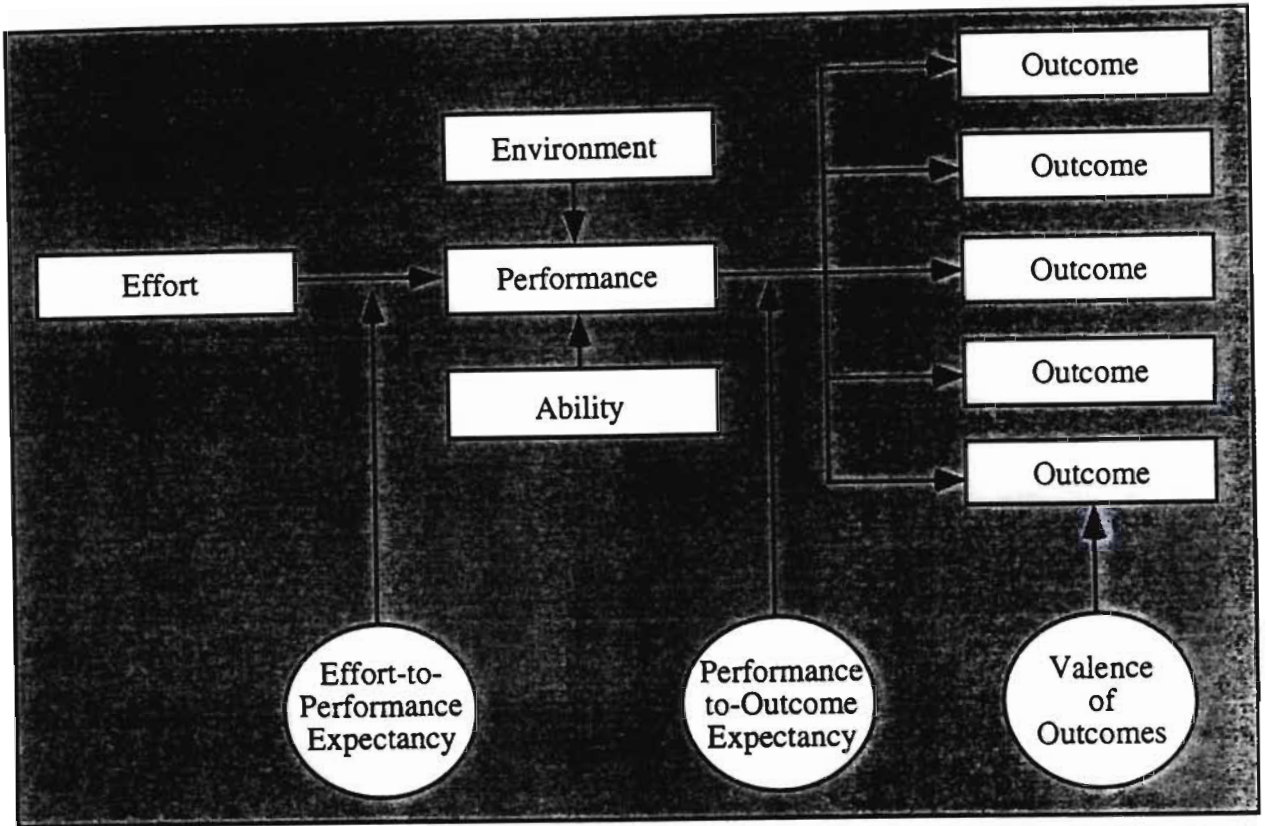 Outcome
Environment
Outcome
Effort
Performance
Outcome
Ability
Outcome
Outcome
Effort-to-
Performance
Expectancy
Performance
to-Outcome
Expectancy
Valence
of
Outcomes